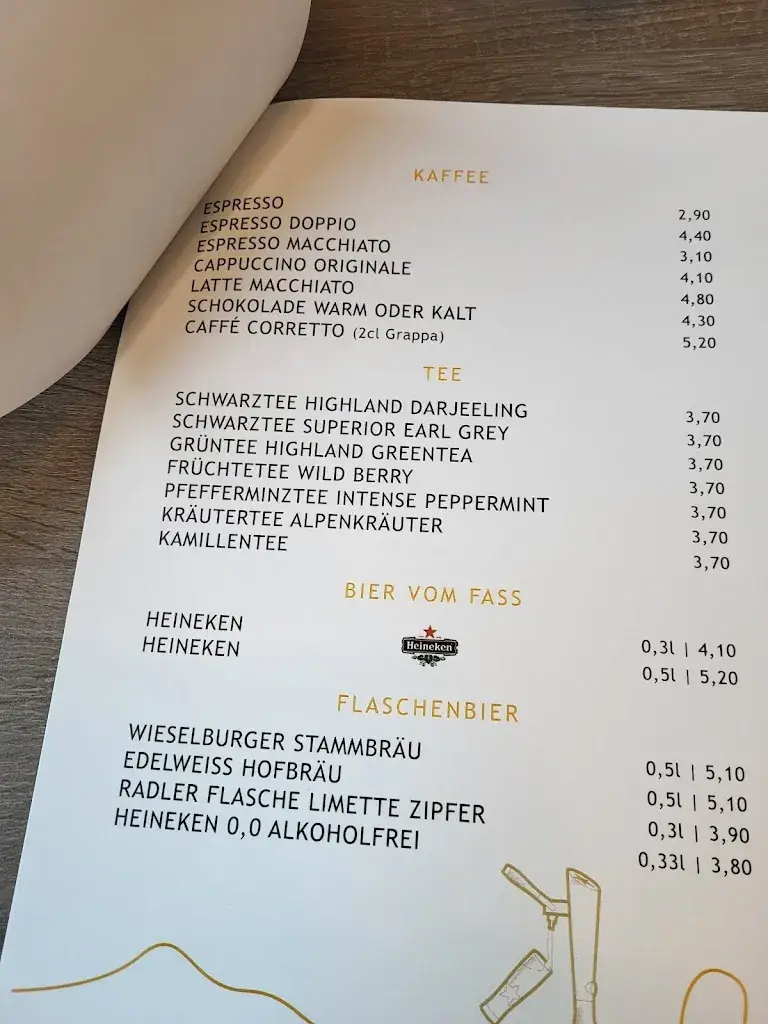 KAFFEE
ESPRESSO 2,90
ESPRESSO DOPPIO 4,40
ESPRESSO MACCHIATO 3,10
CAPPUCCINO ORIGINALE 4,10
LATTE MACCHIATO 4,80
SCHOKOLADE WARM ODER KALT 4,30
CAFFÉ CORRETTO (2cl Grappa) 5,20
TEE
SCHWARZTEE HIGHLAND DARJEELING 3,70
SCHWARZTEE SUPERIOR EARL GREY 3,70
GRÜNTEE HIGHLAND GREENTEA 3,70
FRÜCHTETEE WILD BERRY 3,70
PFEFFERMINZTEE INTENSE PEPPERMINT 3,70
KRÄUTERTEE ALPENKRÄUTER 3,70
KAMILLENTEE 3,70
BIER VOM FASS
HEINEKEN 0,3l | 4,10
Heineken
HEINEKEN 0,5l | 5,20
FLASCHENBIER
WIESELBURGER STAMMBRÄU 0,5l | 5,10
EDELWEISS HOFBRÄU 0,5l | 5,10
RADLER FLASCHE LIMETTE ZIPFER 0,3l | 3,90
HEINEKEN 0,0 ALKOHOLFREI 0,33l | 3,80